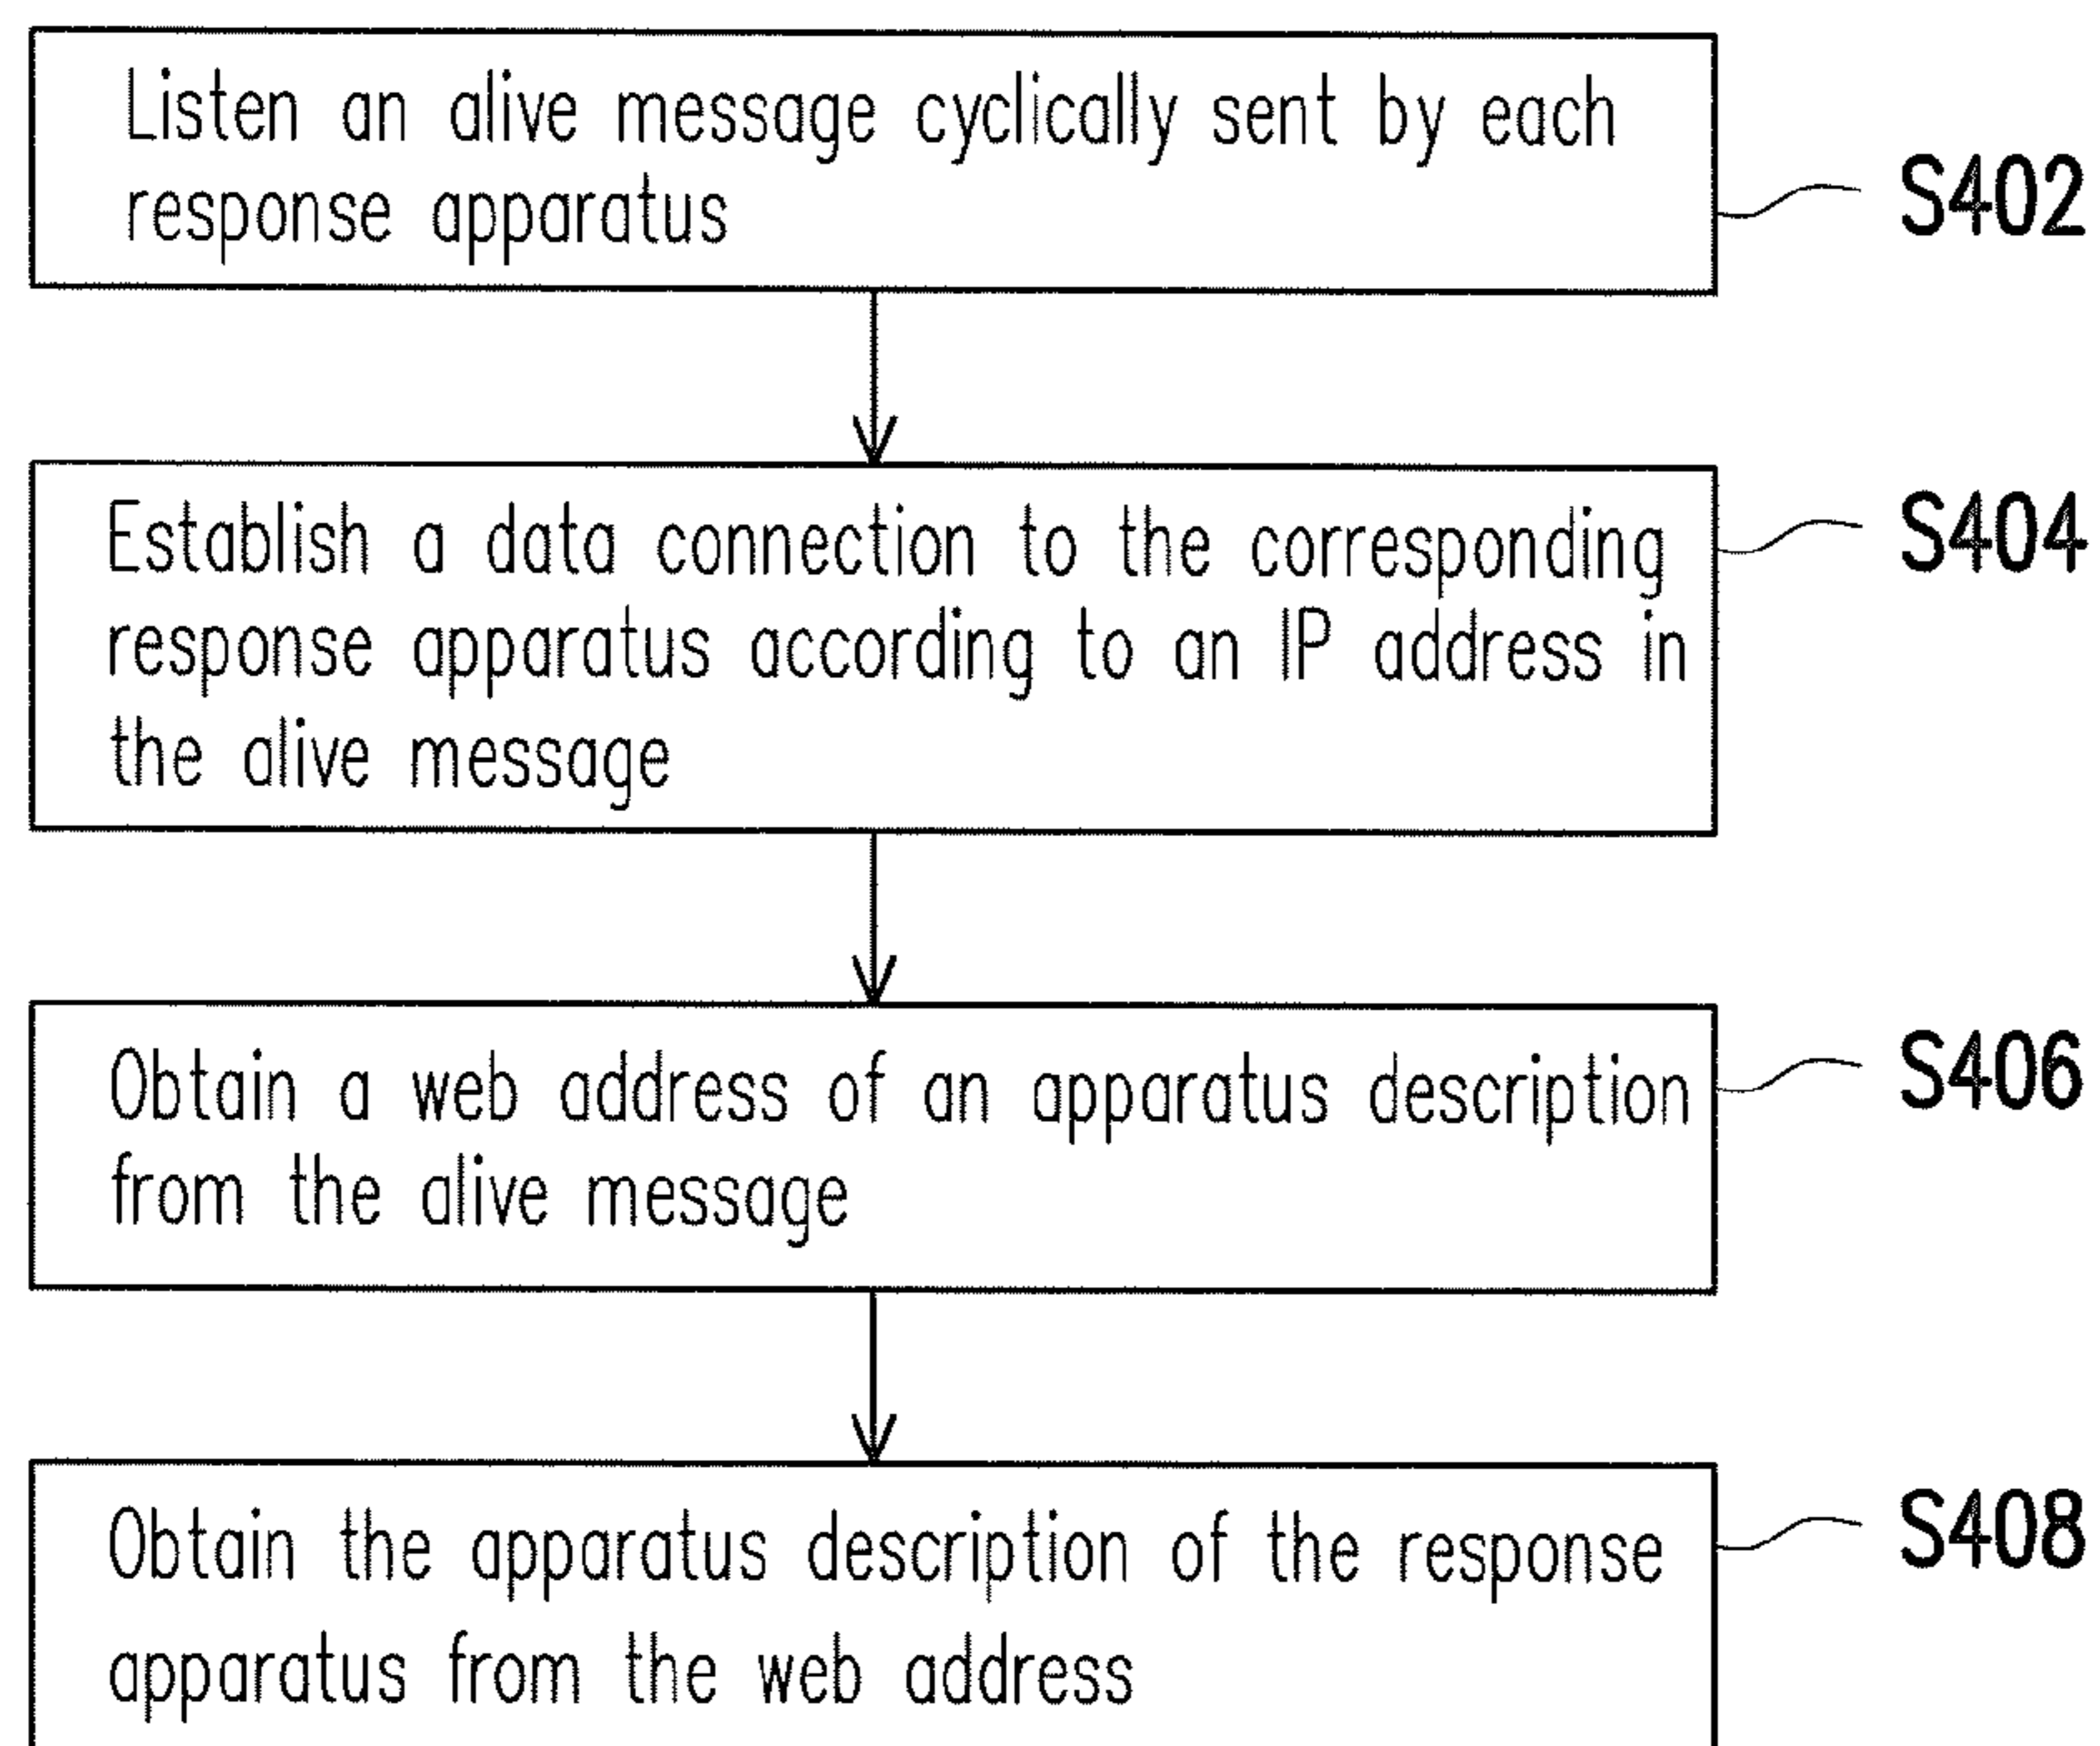 Listen an alive message cyclically sent by each
response apparatus
S402
Establish a data connection to the corresponding
response apparatus according to an IP address in
the alive message
S404
Obtain a web address of an apparatus description
from the alive message
S406
Obtain the apparatus description of the response
apparatus from the web address
S408